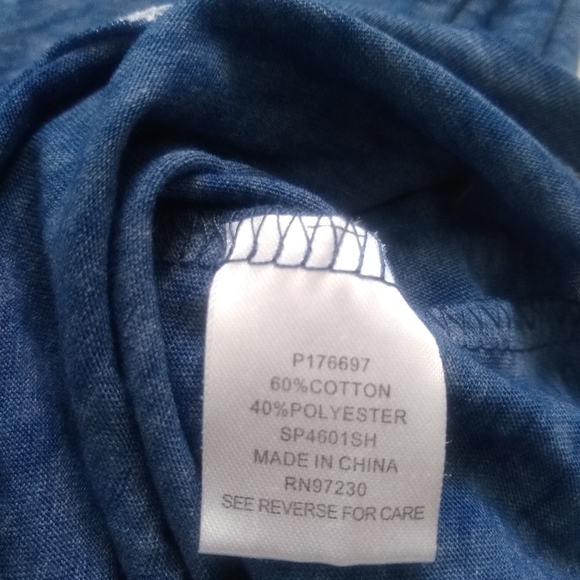 P176697
60%COTTON
40%POLYESTER
SP4601SH
MADE IN CHINA
RN97230
SEE REVERSE FOR CARE